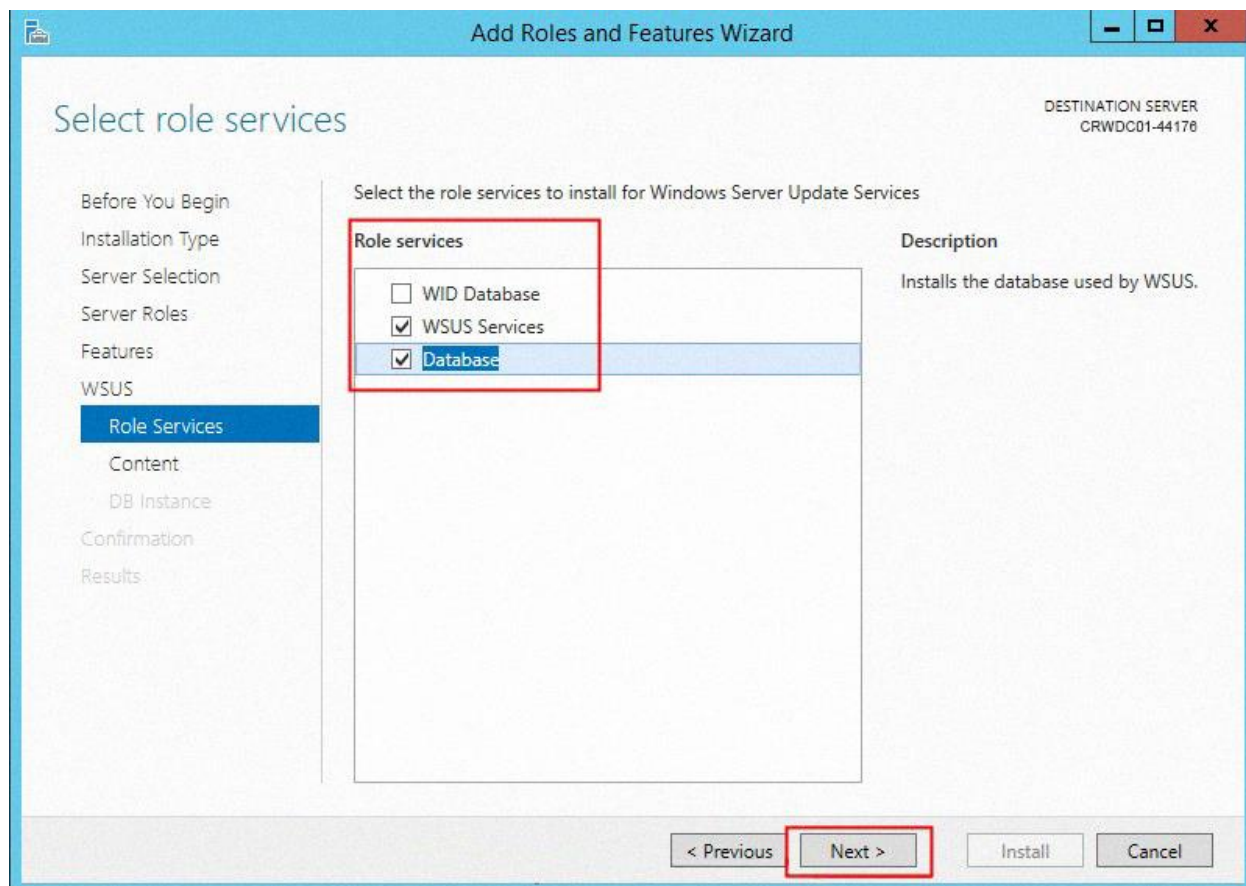 Add Roles and Features Wizard
Select role services
DESTINATION SERVER
CRWDC01-44176
Before You Begin
Installation Type
Server Selection
Server Roles
Features
WSUS
Role Services
Content
DB Instance
Confirmation
Results
Select the role services to install for Windows Server Update Services
Role services
WID Database
WSUS Services
Database
Description
Installs the database used by WSUS.
< Previous
Next >
Install
Cancel